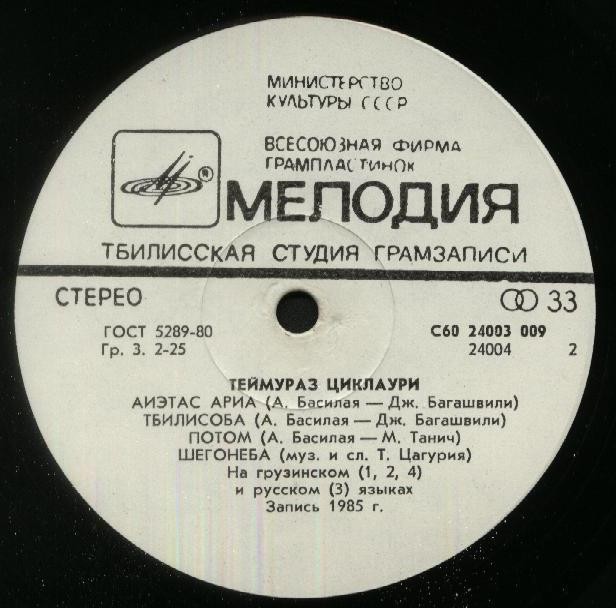 МИНИСТЕРСТВО
КУЛЬТУРЫ СССР
ВСЕСОЮЗНАЯ ФИРМА
ГРАМПЛАСТИНОК
®
МЕЛОДИЯ
ТБИЛИССКАЯ СТУДИЯ ГРАМЗАПИСИ
СТЕРЕО 33
ГОСТ 5289-80 С60 24003 009
Гр. 3. 2-25 24004 2
ТЕЙМУРАЗ ЦИКЛАУРИ
АИЭТАС АРИА (А. Басилая — Дж. Багашвили)
ТБИЛИСОБА (А. Басилая — Дж. Багашвили)
ПОТОМ (А. Басилая — М. Танич)
ШЕГОНЕБА (муз. и сл. Т. Цагурия)
На грузинском (1, 2, 4)
и русском (3) языках
Запись 1985 г.